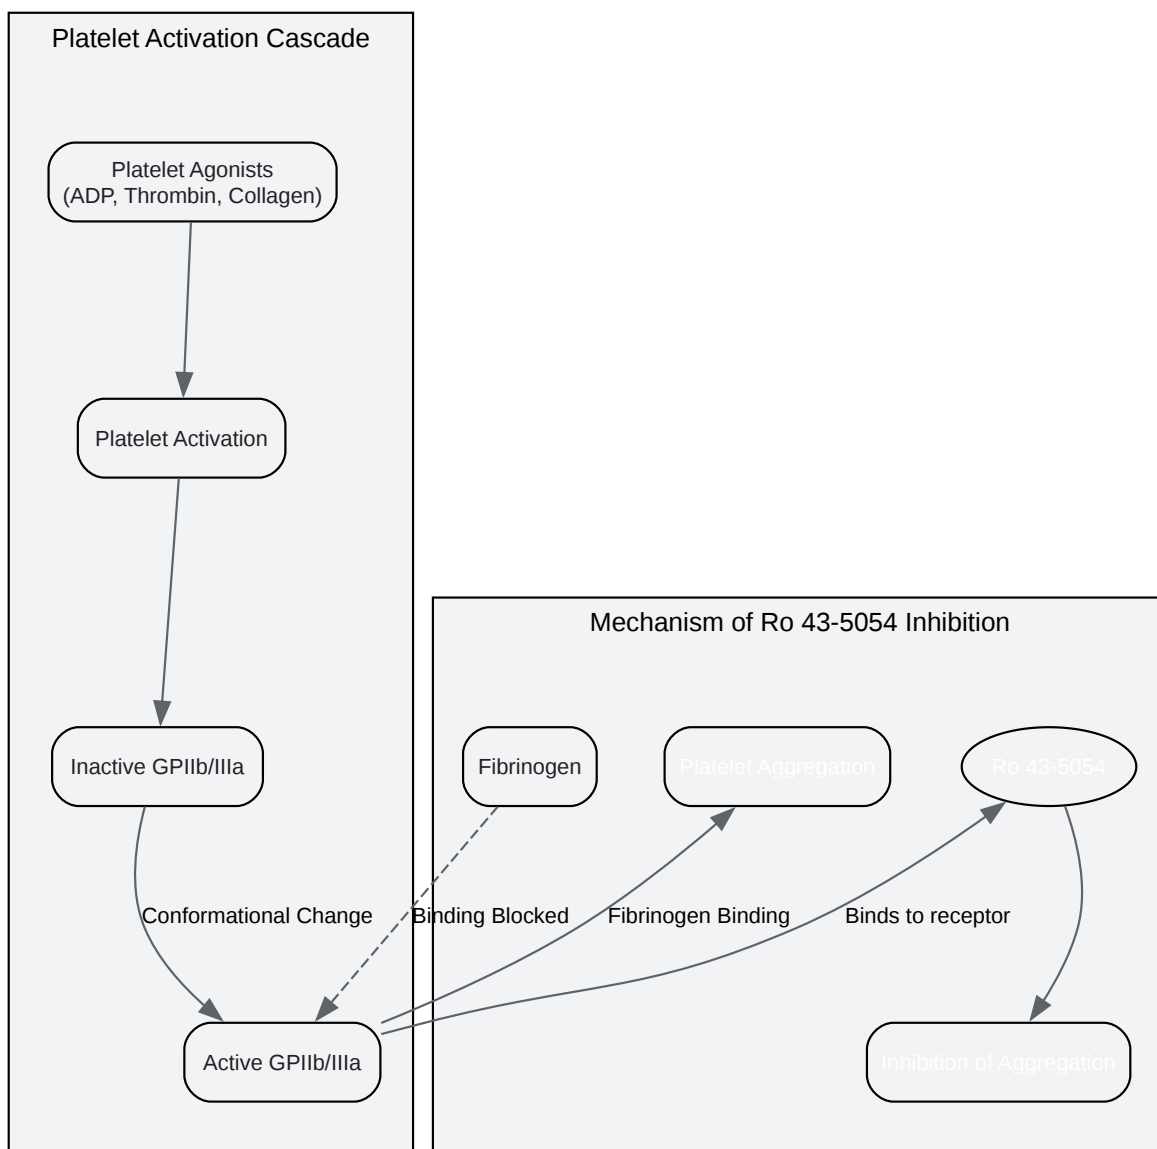 Platelet Activation Cascade
Platelet Agonists
(ADP, Thrombin, Collagen)
Platelet Activation
Mechanism of Ro 43-5054 Inhibition
Inactive GPIIb/IIIa
Fibrinogen
Platelet Aggregation
Ro 43-5054
Conformational Change
Binding Blocked
Fibrinogen Binding
Binds to receptor
Active GPIIb/IIIa
Inhibition of Aggregation